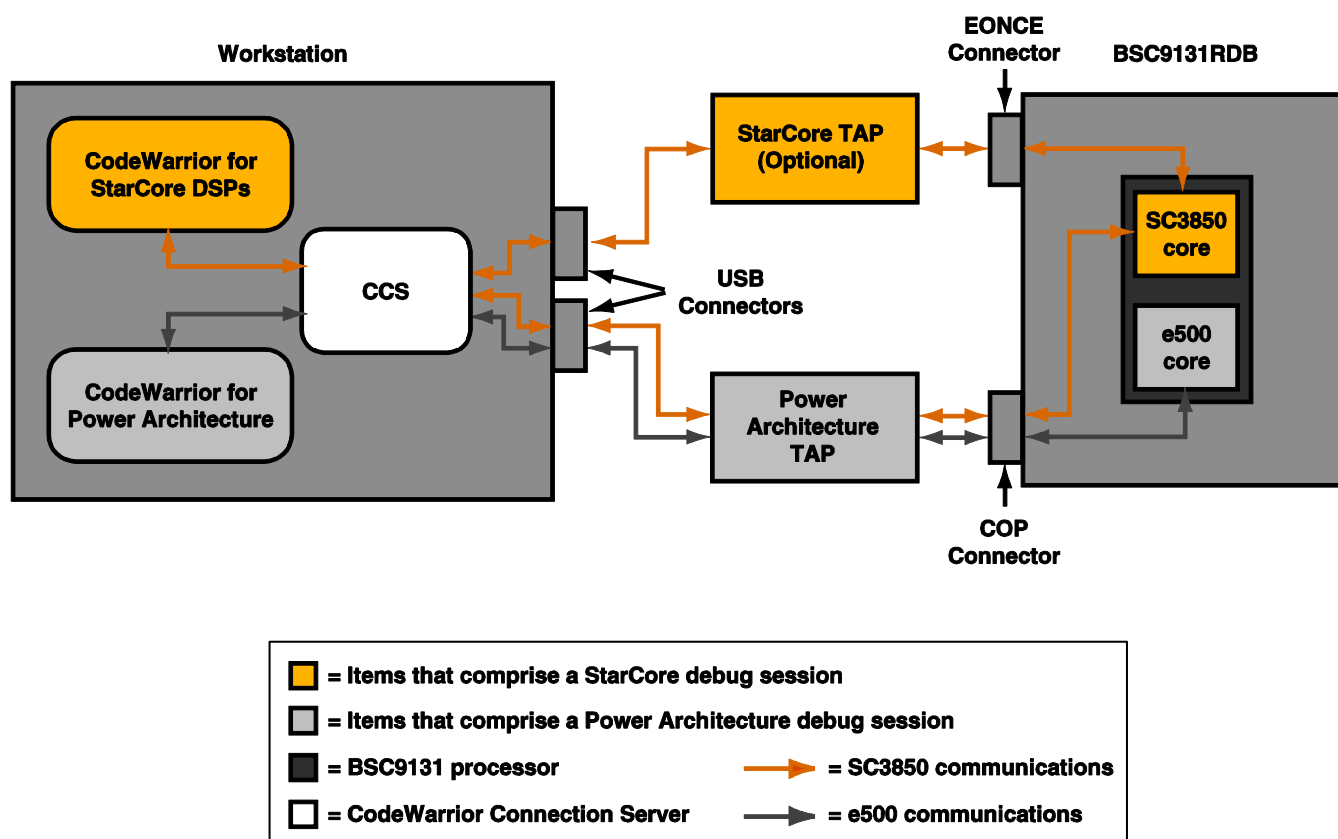 Workstation
EONCE
Connector
BSC9131RDB
CodeWarrior for
StarCore DSPs
StarCore TAP
(Optional)
SC3850
core
CCS
USB
Connectors
e500
core
CodeWarrior for
Power Architecture
Power
Architecture
TAP
COP
Connector
= Items that comprise a StarCore debug session
= Items that comprise a Power Architecture debug session
= BSC9131 processor
= SC3850 communications
= CodeWarrior Connection Server
= e500 communications